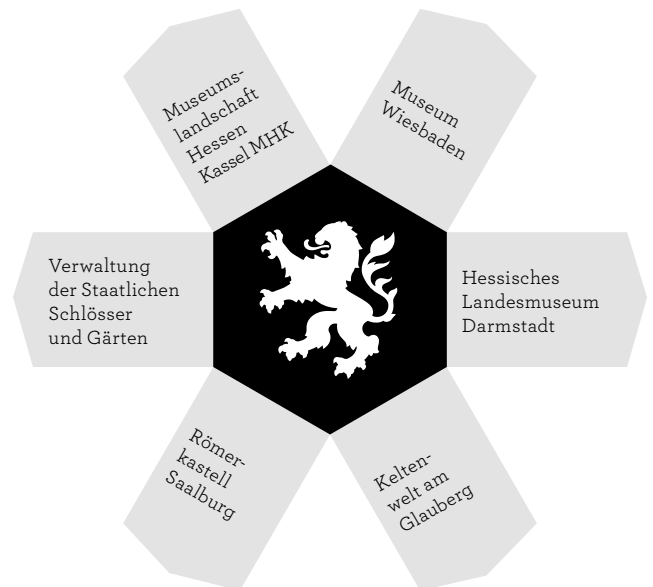 Museums-
landschaft
Hessen
Kassel MHK
Museum
Wiesbaden
Verwaltung
der Staatlichen
Schlösser
und Gärten
Hessisches
Landesmuseum
Darmstadt
Römer-
kastell
Saalburg
Kelten-
welt am
Glauberg